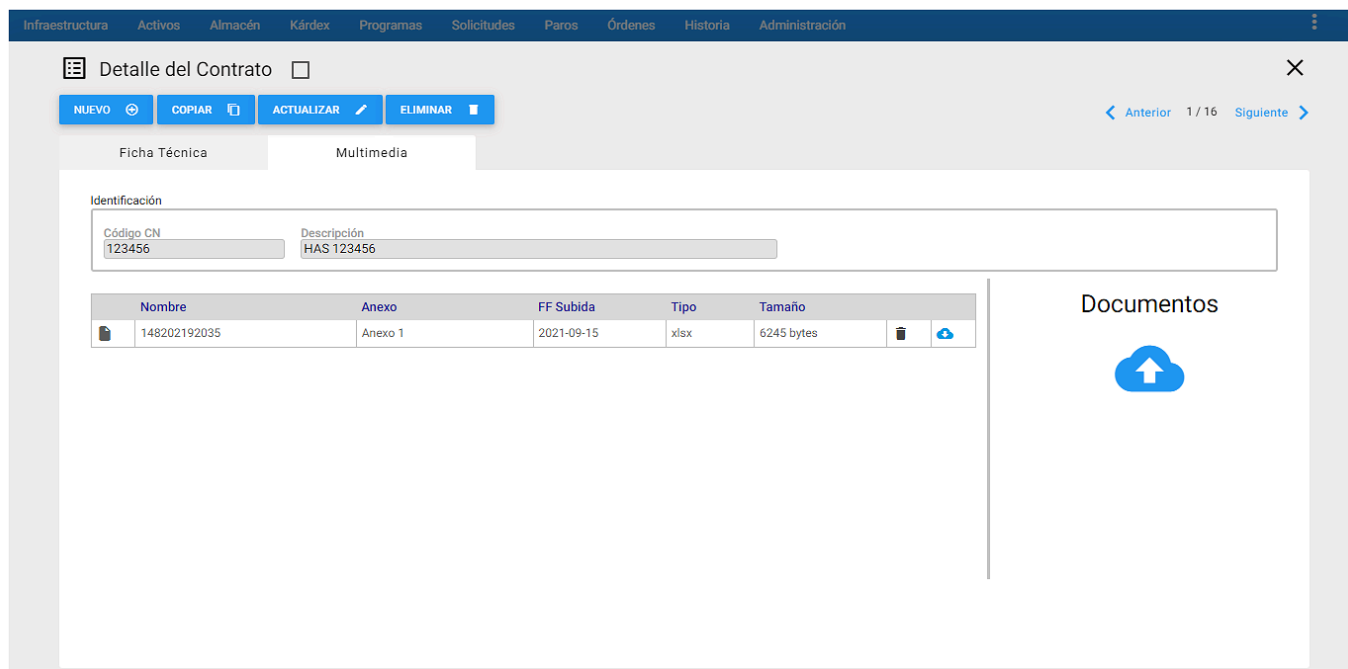 Infraestructura Activos Almacén Kárdex Programas Solicitudes Paros Órdenes Historia Administración
Detalle del Contrato
NUEVO COPIAR ACTUALIZAR ELIMINAR
Anterior 1 / 16 Siguiente
Ficha Técnica Multimedia
Identificación
Código CN Descripción
123456 HAS 123456
Nombre Anexo FF Subida Tipo Tamaño
148202192035 Anexo 1 2021-09-15 xlsx 6245 bytes
Documentos